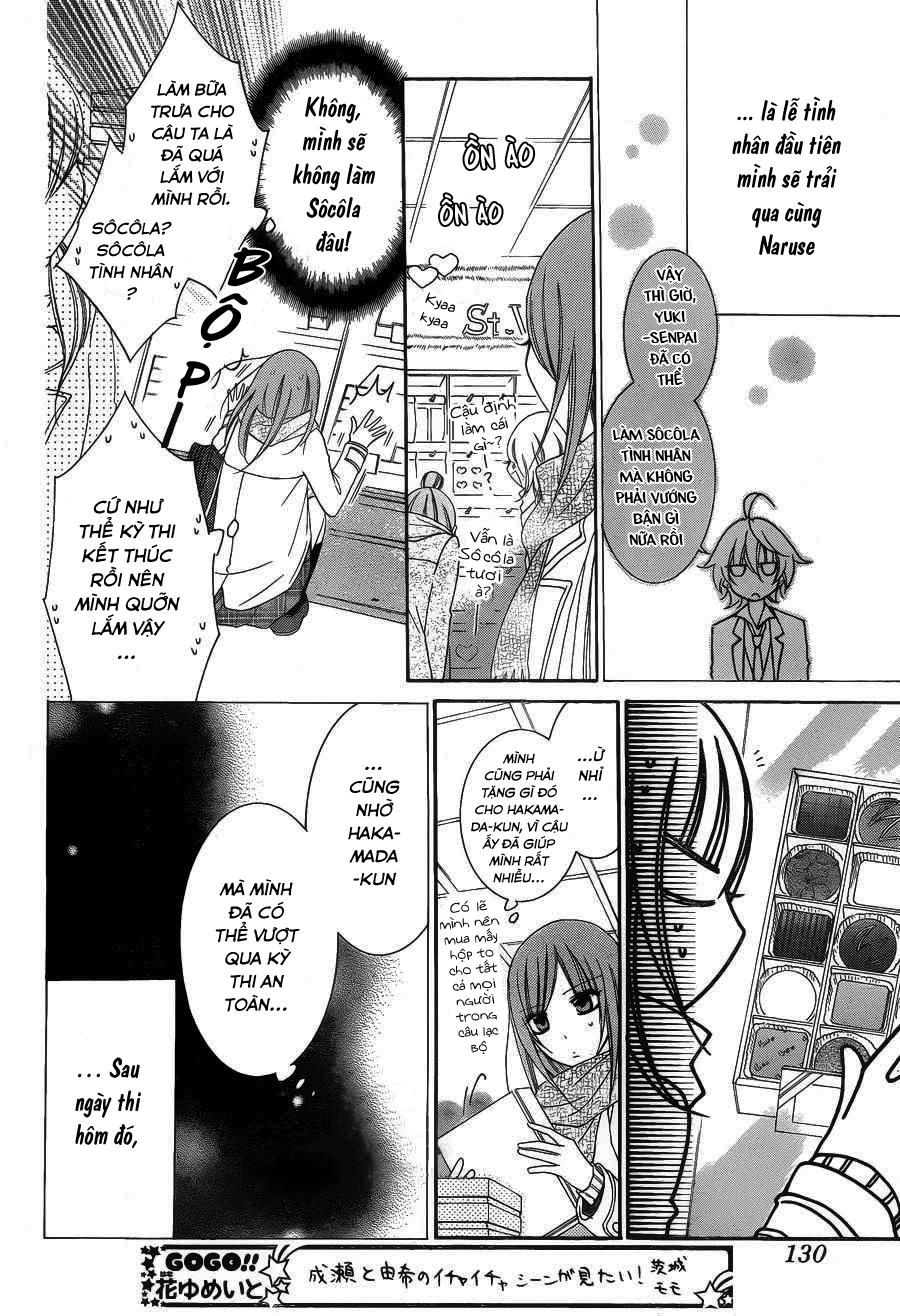 ... là lễ tình
nhân đầu tiên
mình sẽ trải
qua cùng
Naruse
VẬY
THÌ GIỜ,
YUKI
-SENPAI
ĐÃ CÓ
THỂ
LÀM SÔCÔLA
TÌNH NHÂN
MÀ KHÔNG
PHẢI VƯỚNG
BẬN GÌ
NỮA RỒI
ỒN ÀO
ỒN ÀO
Kyaa
kyaa
St.V
Cậu định
làm cái
gì~?
Vẫn là
Sôcôla
tươi
à?
Không,
mình sẽ
không làm
Sôcôla
đâu!
BỘP!
LÀM BỮA
TRƯA CHO
CẬU TA LÀ
ĐÃ QUÁ
LẮM VỚI
MÌNH RỒI.
SÔCÔLA?
SÔCÔLA
TÌNH NHÂN
?
CỨ NHƯ
THỂ KỲ THI
KẾT THÚC
RỒI NÊN
MÌNH QUỠN
LẮM VẬY
...
...Ừ
NHỈ
...
MÌNH
CŨNG PHẢI
TẶNG GÌ ĐÓ
CHO HAKAMA-
DA-KUN, VÌ CẬU
ẤY ĐÃ GIÚP
MÌNH RẤT
NHIỀU...
Có lẽ
mình nên
mua mấy
hộp to
cho tất
cả mọi
người
trong
câu lạc
bộ
...
CŨNG
NHỜ
HAKA-
MADA
-KUN
MÀ MÌNH
ĐÃ CÓ
THỂ VƯỢT
QUA KỲ
THI AN
TOÀN...
... Sau
ngày thi
hôm đó,
130
GOGO!!
花ゆめいと
成瀬と由希のイチャイチャシーンが見たい! 茨城
モモ